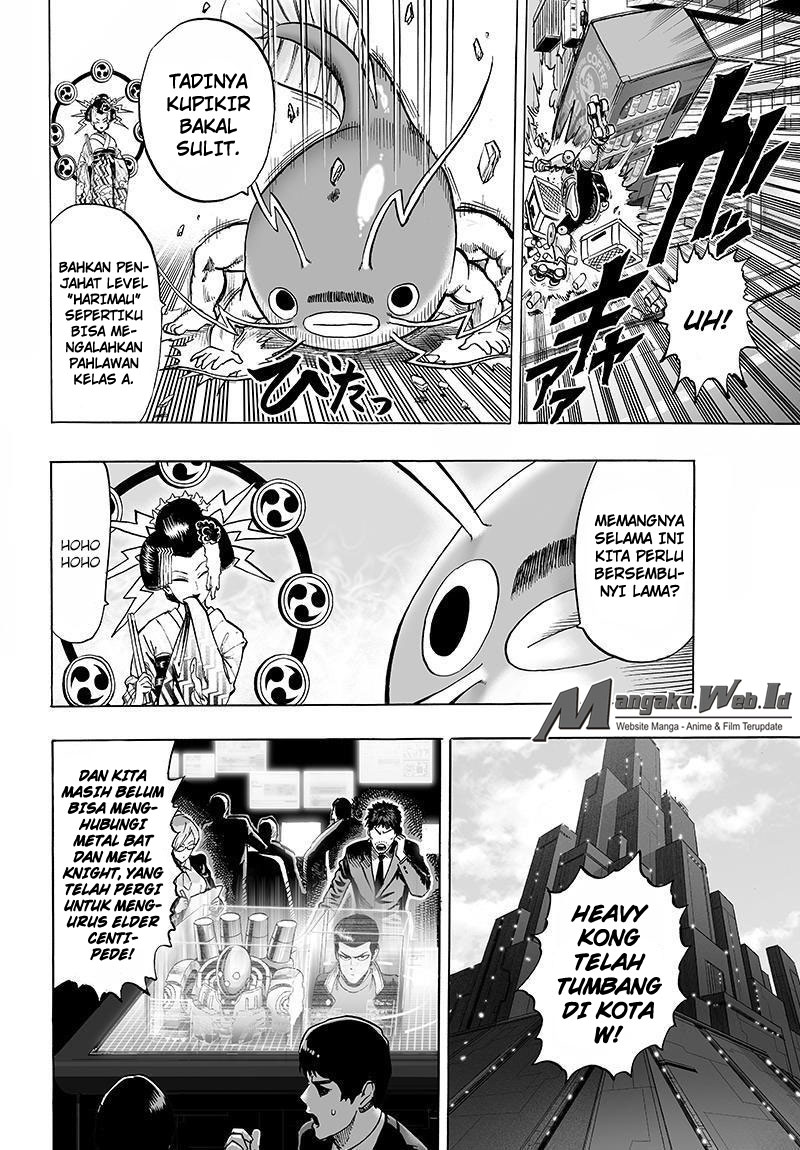 UH!
ガッ
ギャ
アァ
TADINYA
KUPIKIR
BAKAL
SULIT.
BAHKAN PEN-
JAHAT LEVEL
"HARIMAU"
SEPERTIKU
BISA ME-
NGALAHKAN
PAHLAWAN
KELAS A.
びたっ
MEMANGNYA
SELAMA INI
KITA PERLU
BERSEMBU-
NYI LAMA?
HOHO
HOHO
Mangaku.Web.Id
Website Manga - Anime & Film Terupdate
HEAVY
KONG
TELAH
TUMBANG
DI KOTA
W!
DAN KITA
MASIH BELUM
BISA MENG-
HUBUNGI
METAL BAT
DAN METAL
KNIGHT, YANG
TELAH PERGI
UNTUK MENG-
URUS ELDER
CENTI-
PEDE!